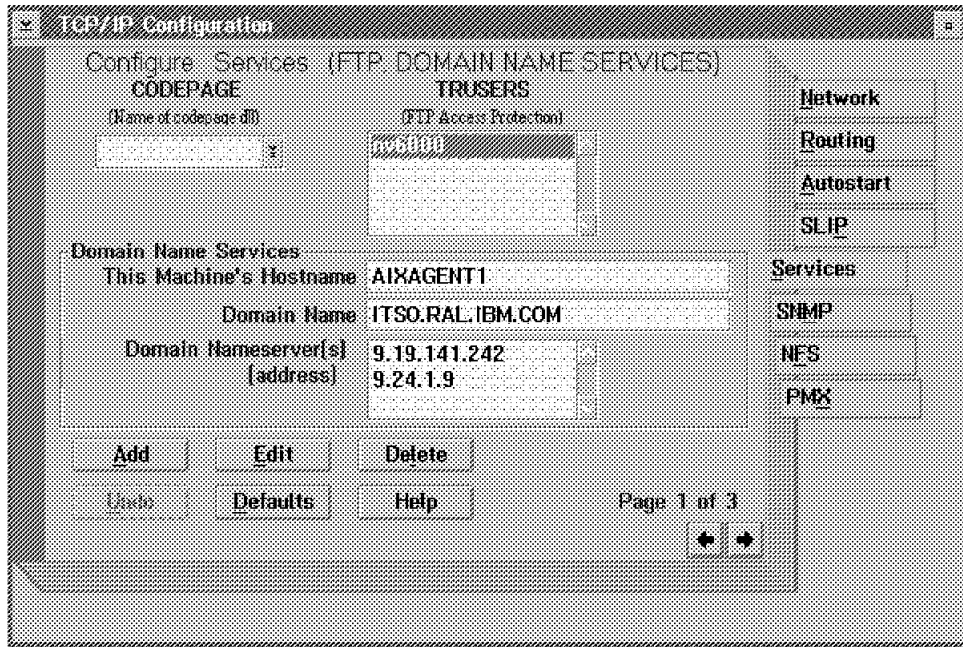 TCP/IP Configuration
Configure Services (FTP, DOMAIN NAME SERVICES)
CODEPAGE
(Name of codepage dll)
TRUSERS
(FTP Access Protection)
nv6000
Domain Name Services
This Machine's Hostname AIXAGENT1
Domain Name ITSO.RAL.IBM.COM
Domain Nameserver(s)
(address)
9.19.141.242
9.24.1.9
Add Edit Delete
Undo Defaults Help
Page 1 of 3
Network
Routing
Autostart
SLIP
Services
SNMP
NFS
PMX